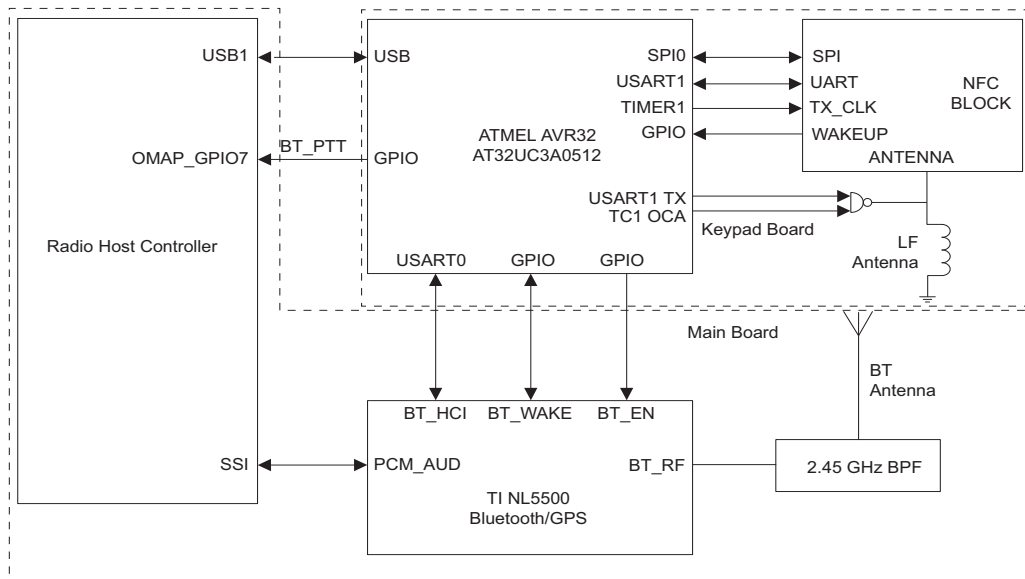 USB1
USB
SPI0
SPI
USART1
UART
NFC
BLOCK
TIMER1
TX_CLK
GPIO
WAKEUP
ATMEL AVR32
AT32UC3A0512
BT_PTT
OMAP_GPIO7
GPIO
ANTENNA
USART1 TX
TC1 OCA
Keypad Board
Radio Host Controller
LF
Antenna
USART0
GPIO
GPIO
Main Board
BT
Antenna
BT_HCI
BT_WAKE
BT_EN
SSI
PCM_AUD
BT_RF
2.45 GHz BPF
TI NL5500
Bluetooth/GPS